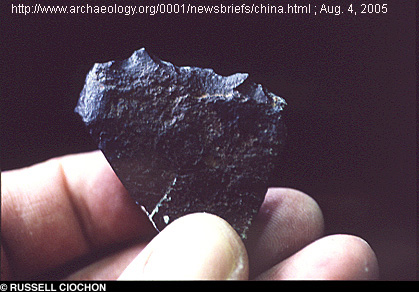 http://www.archaeology.org/0001/newsbriefs/china.html ; Aug. 4, 2005
© RUSSELL CIOCHON